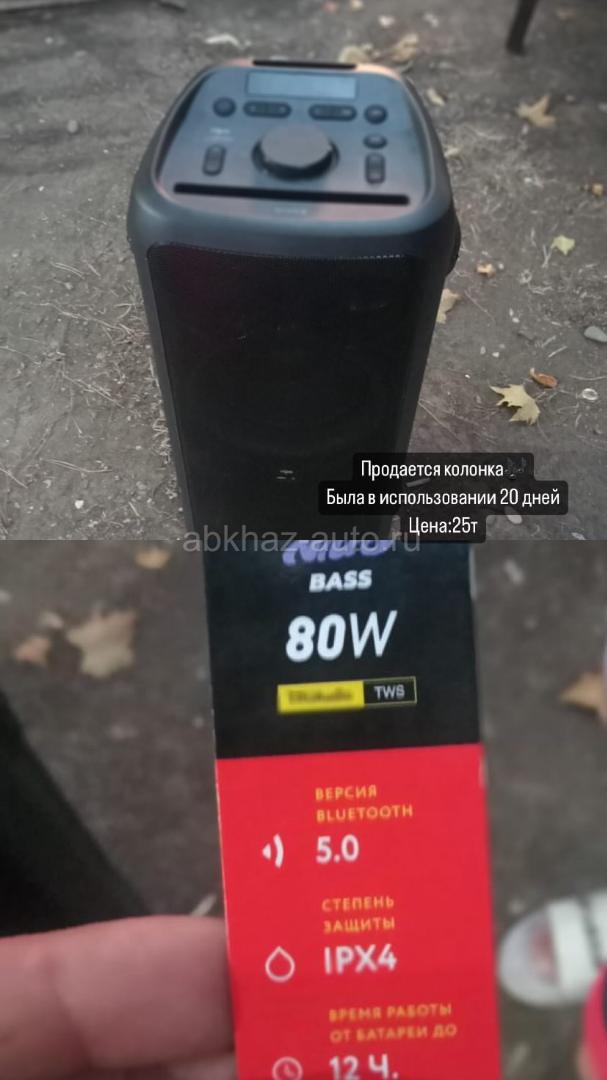 Продается колонка
Была в использовании 20 дней
Цена:25т
abkhaz-auto.ru
BASS
80W
TWS
ВЕРСИЯ
BLUETOOTH
5.0
СТЕПЕНЬ
ЗАЩИТЫ
IPX4
ВРЕМЯ РАБОТЫ
ОТ БАТАРЕИ ДО
12 Ч.